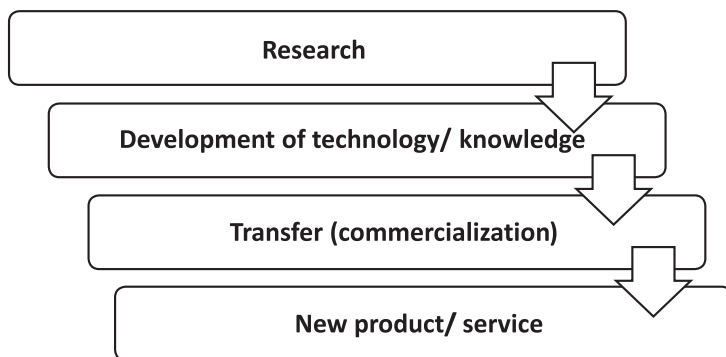 Research
Development of technology/ knowledge
Transfer (commercialization)
New product/ service